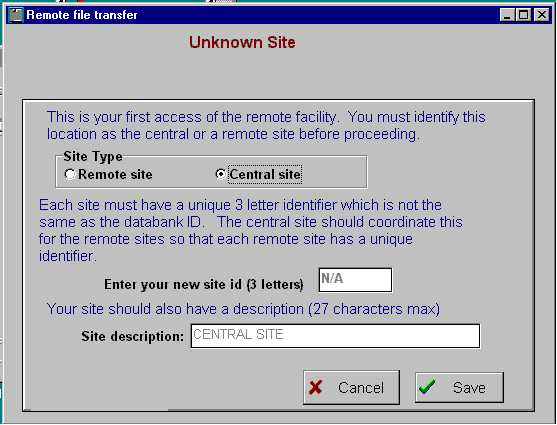 Remote file transfer
Unknown Site
This is your first access of the remote facility.  You must identify this
location as the central or a remote site before proceeding.
Site Type
Remote site
Central site
Each site must have a unique 3 letter identifier which is not the
same as the databank ID.   The central site should coordinate this
for the remote sites so that each remote site has a unique
identifier.
Enter your new site id (3 letters)
N/A
Your site should also have a description (27 characters max)
Site description:
CENTRAL SITE
Cancel
Save